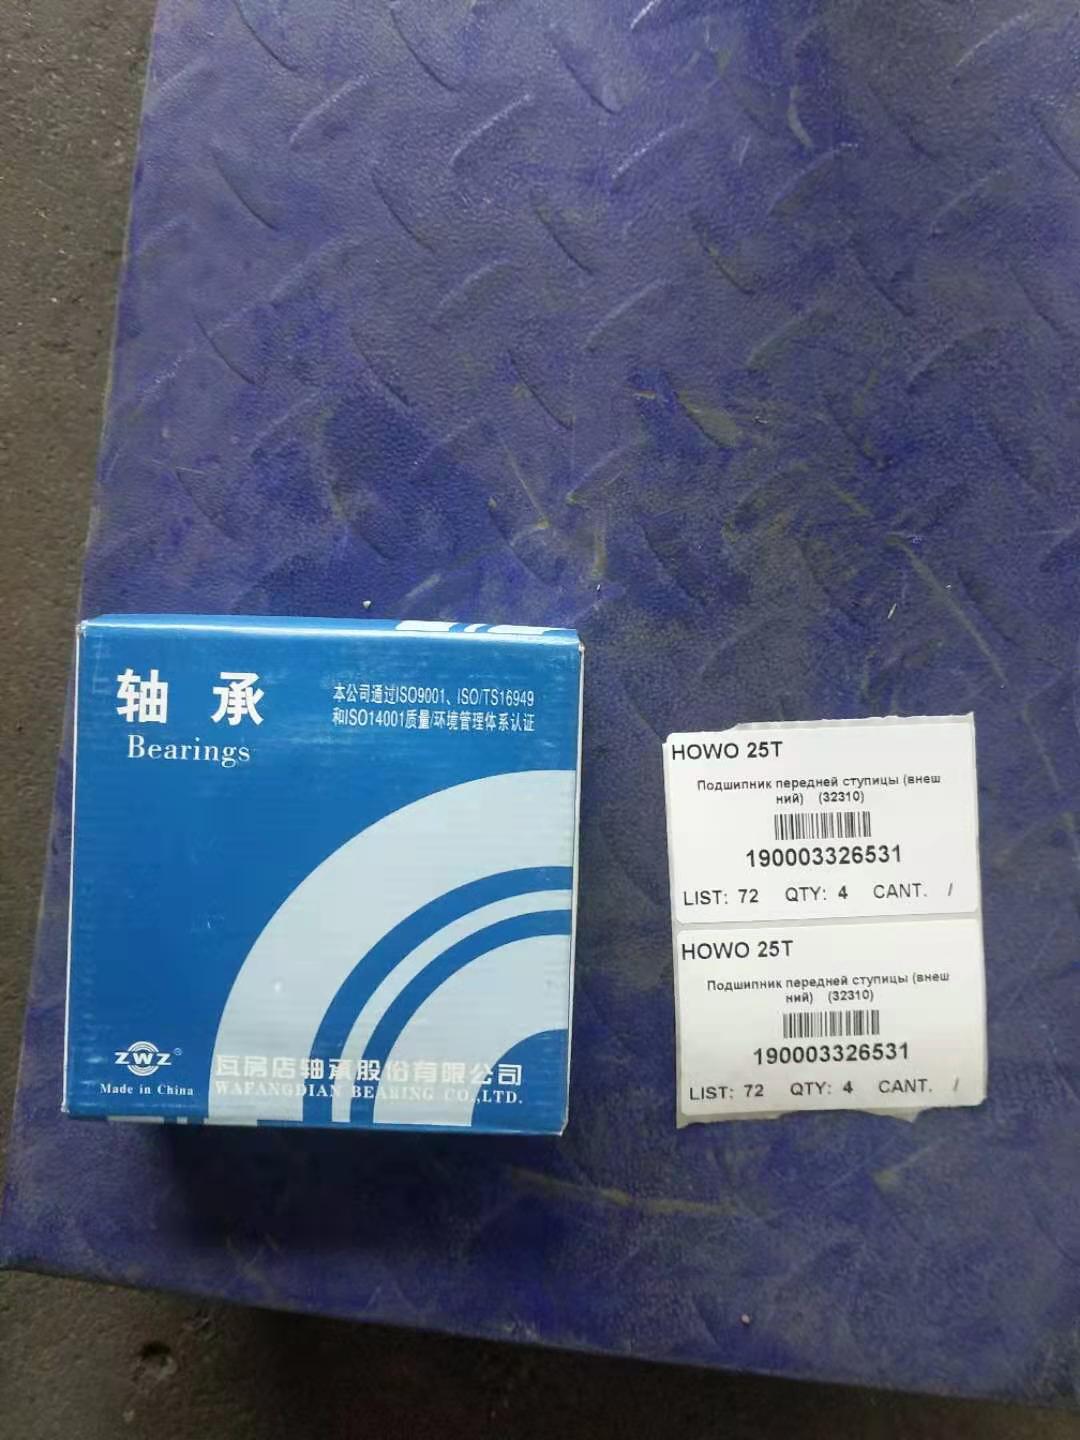 轴承
Bearings
本公司通过ISO9001、ISO/TS16949
和ISO14001质量/环境管理体系认证
ZWZ®
Made in China
瓦房店轴承股份有限公司
WAFANGDIAN BEARING CO.,LTD.
HOWO 25T
Подшипник передней ступицы (внеш
ний) (32310)
190003326531
LIST: 72 QTY: 4 CANT. /
HOWO 25T
Подшипник передней ступицы (внеш
ний) (32310)
190003326531
LIST: 72 QTY: 4 CANT. /